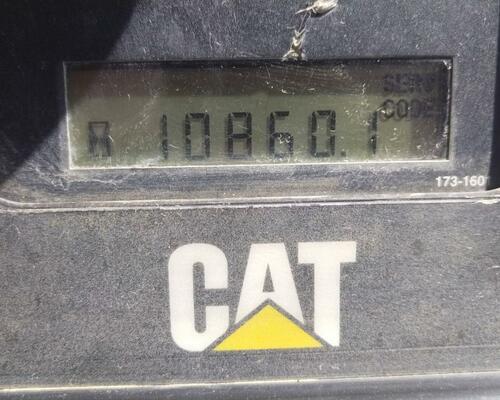 SERV
CODE
10860.1
173-160
CAT